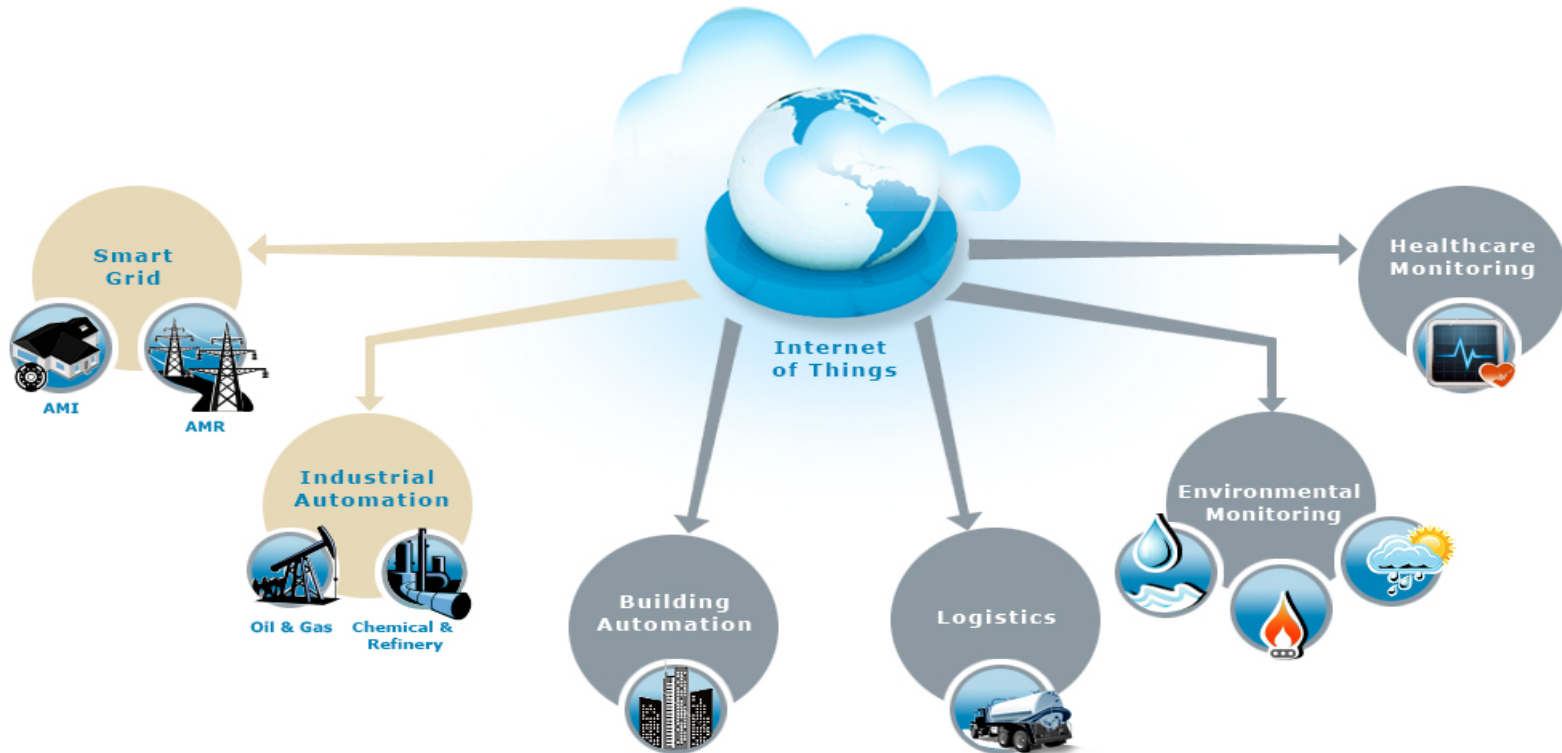 Internet
of Things
Smart
Grid
AMI
AMR
Industrial
Automation
Oil & Gas
Chemical &
Refinery
Building
Automation
Logistics
Environmental
Monitoring
Healthcare
Monitoring